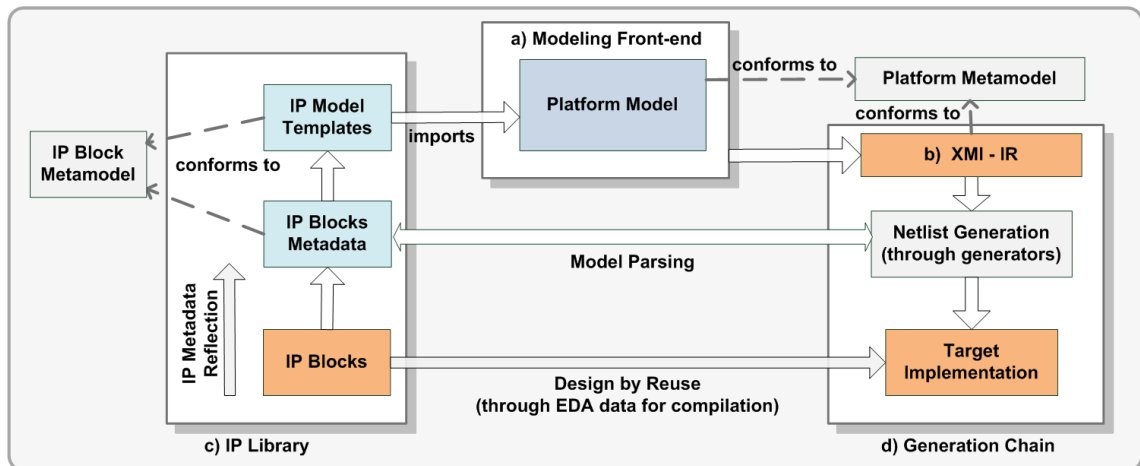 a) Modeling Front-end
conforms to
Platform Model
Platform Metamodel
IP Model
Templates
imports
conforms to
IP Block
Metamodel
conforms to
b) XMI - IR
IP Blocks
Metadata
Model Parsing
Netlist Generation
(through generators)
IP Metadata
Reflection
IP Blocks
Design by Reuse
(through EDA data for compilation)
Target
Implementation
c) IP Library
d) Generation Chain